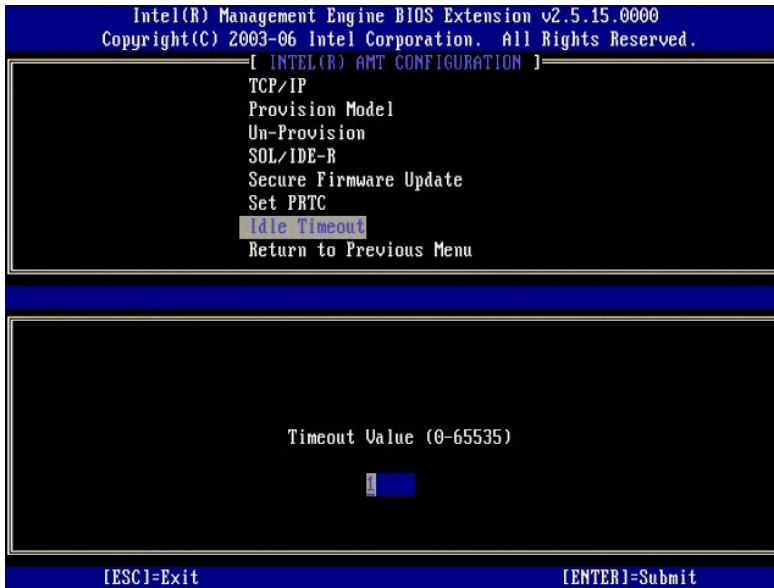 Intel(R) Management Engine BIOS Extension v2.5.15.0000
Copyright(C) 2003-06 Intel Corporation. All Rights Reserved.
[ INTEL(R) AMT CONFIGURATION ]
TCP/IP
Provision Model
Un-Provision
SOL/IDE-R
Secure Firmware Update
Set PRTC
Idle Timeout
Return to Previous Menu
Timeout Value (0-65535)
1
[ESC]=Exit [ENTER]=Submit